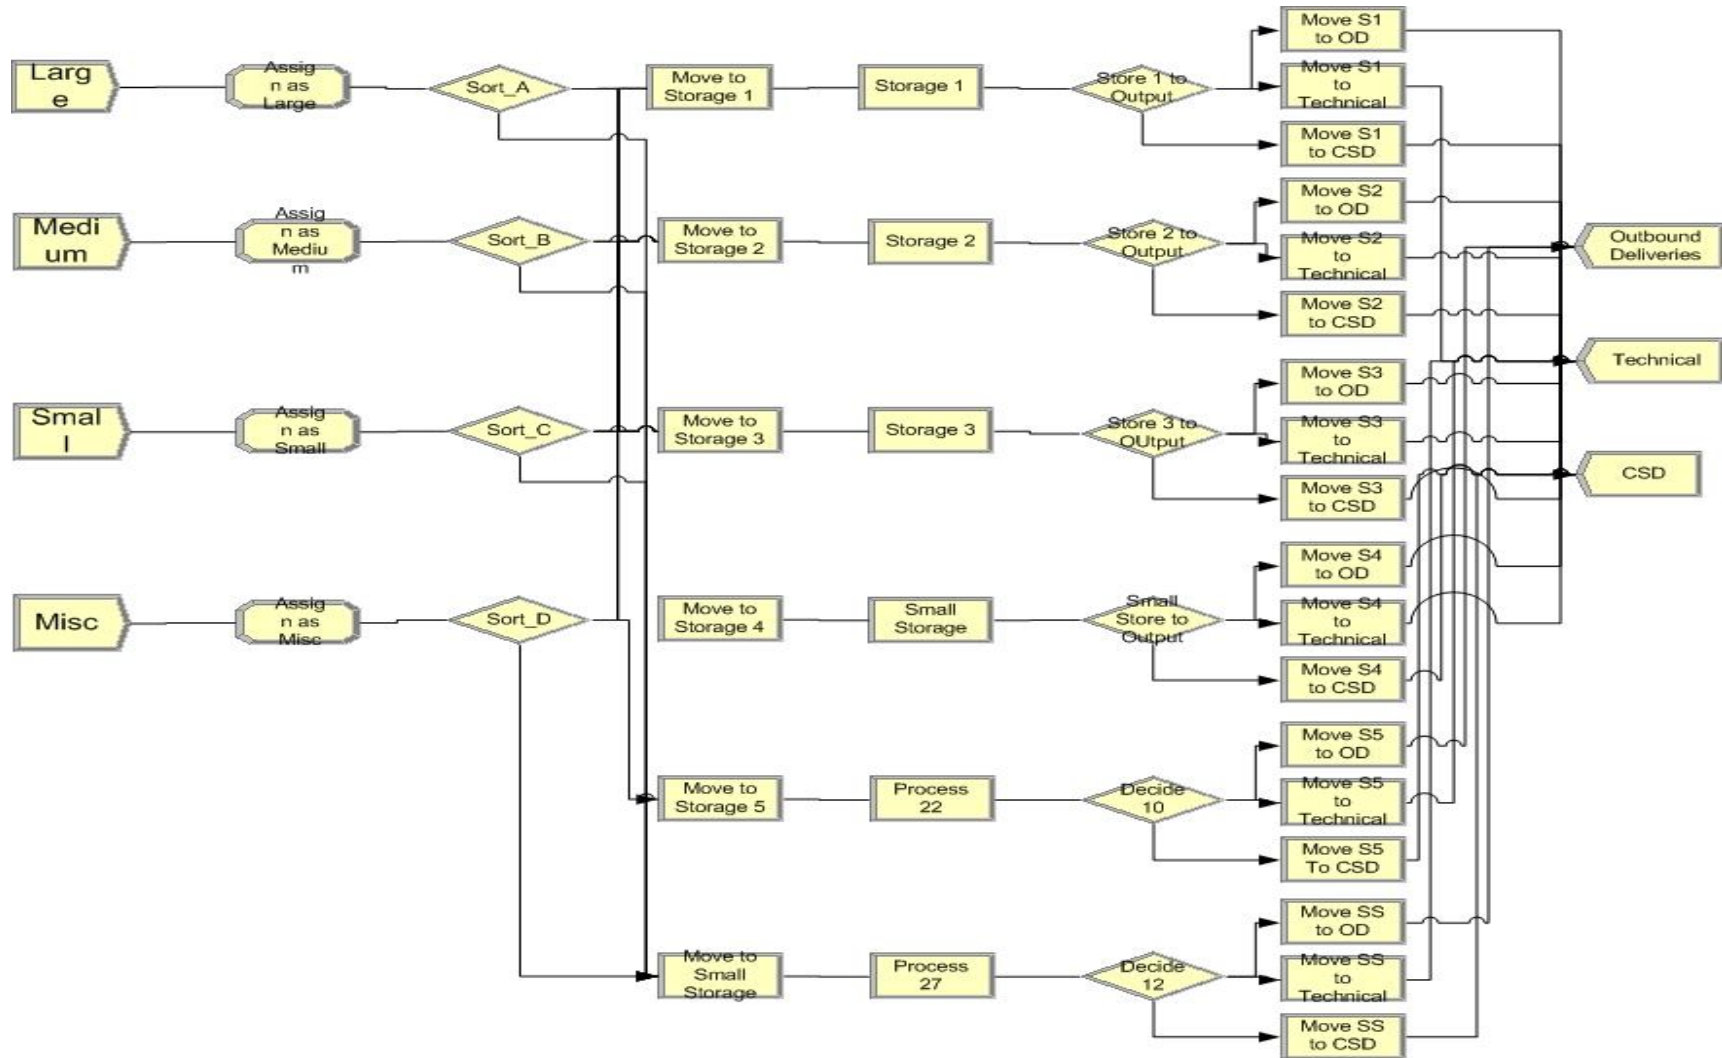 Larg
e
Assig
n as
Large
Sort_A
Move to
Storage 1
Storage 1
Store 1 to
Output
Move S1
to OD
Move S1
to
Technical
Move S1
to CSD
Medi
um
Assig
n as
Mediu
m
Sort_B
Move to
Storage 2
Storage 2
Store 2 to
Output
Move S2
to OD
Move S2
to
Technical
Move S2
to CSD
Outbound
Deliveries
Technical
CSD
Smal
l
Assig
n as
Small
Sort_C
Move to
Storage 3
Storage 3
Store 3 to
OUtput
Move S3
to OD
Move S3
to
Technical
Move S3
to CSD
Misc
Assig
n as
Misc
Sort_D
Move to
Storage 4
Small
Storage
Small
Store to
Output
Move S4
to OD
Move S4
to
Technical
Move S4
to CSD
Move to
Storage 5
Process
22
Decide
10
Move S5
to OD
Move S5
to
Technical
Move S5
To CSD
Move to
Small
Storage
Process
27
Decide
12
Move SS
to OD
Move SS
to
Technical
Move SS
to CSD